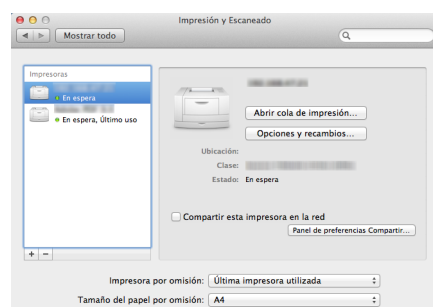 Impresión y Escaneado
Mostrar todo
Impresoras
En espera
En espera, Último uso
Abrir cola de impresión...
Opciones y recambios...
Ubicación:
Clase:
Estado: En espera
Compartir esta impresora en la red
Panel de preferencias Compartir...
+ −
Impresora por omisión: Última impresora utilizada
Tamaño del papel por omisión: A4